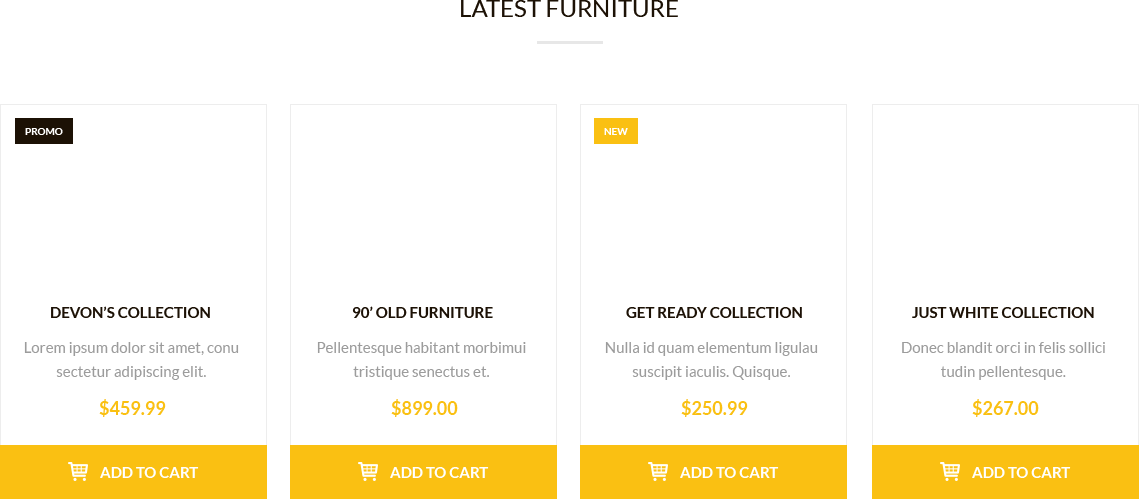 LATEST FURNITURE
PROMO
DEVON’S COLLECTION
Lorem ipsum dolor sit amet, conu
sectetur adipiscing elit.
$459.99
ADD TO CART
90’ OLD FURNITURE
Pellentesque habitant morbimui
tristique senectus et.
$899.00
ADD TO CART
NEW
GET READY COLLECTION
Nulla id quam elementum ligulau
suscipit iaculis. Quisque.
$250.99
ADD TO CART
JUST WHITE COLLECTION
Donec blandit orci in felis sollici
tudin pellentesque.
$267.00
ADD TO CART